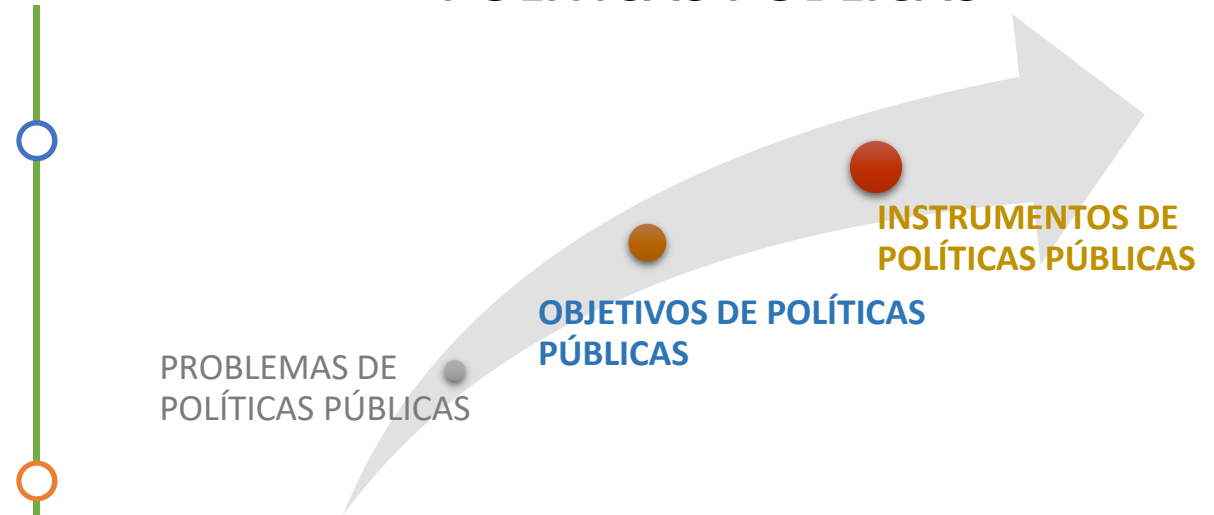 PROBLEMAS DE
POLÍTICAS PÚBLICAS
OBJETIVOS DE POLÍTICAS
PÚBLICAS
INSTRUMENTOS DE
POLÍTICAS PÚBLICAS